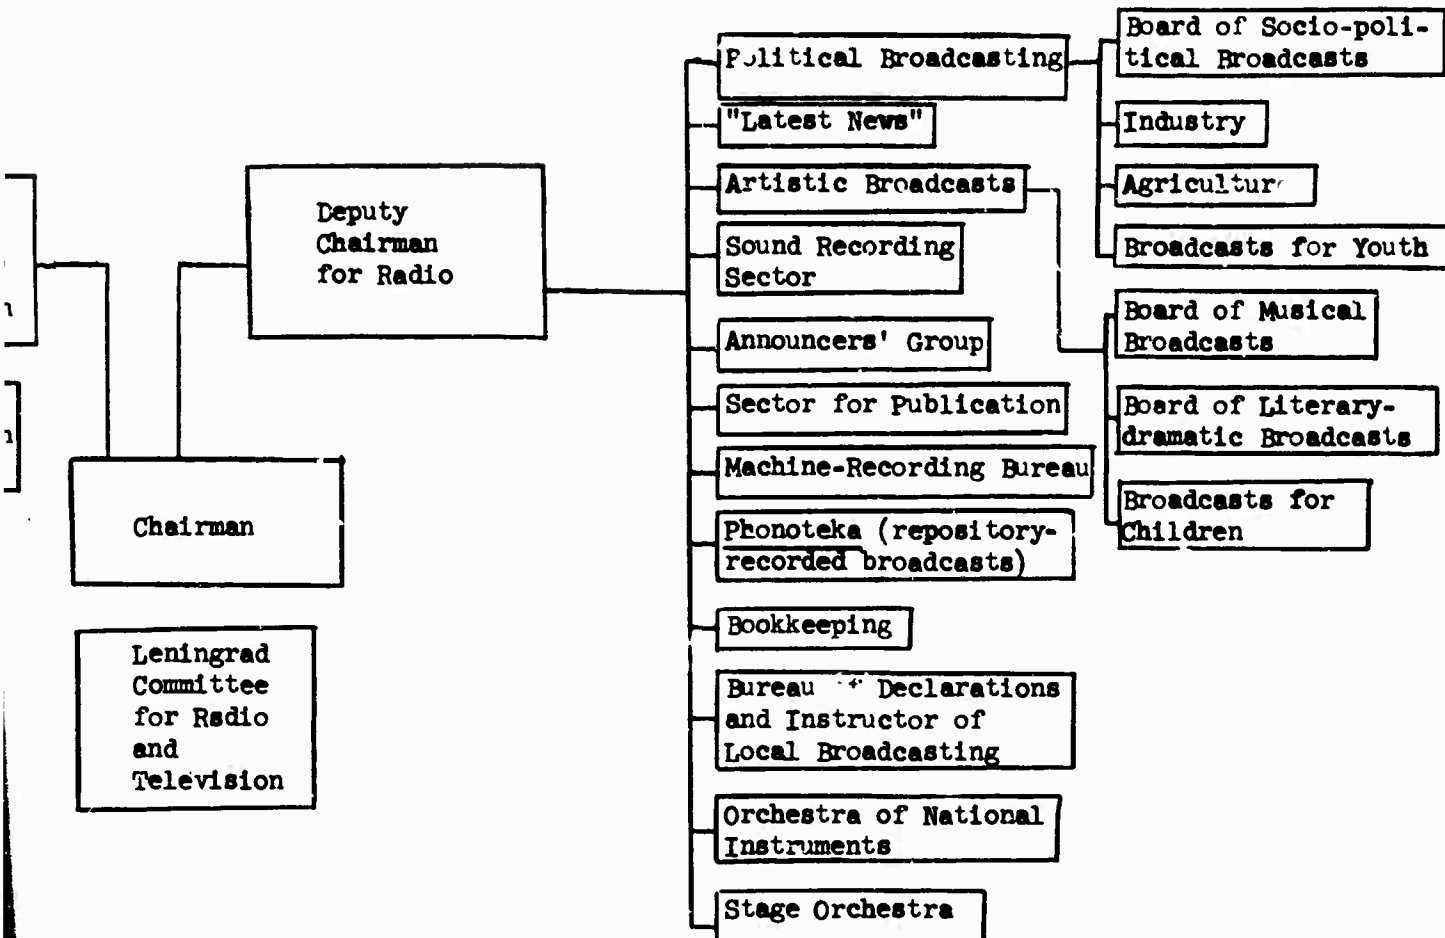 Deputy
Chairman
for Radio
Chairman
Leningrad
Committee
for Radio
and
Television
Political Broadcasting
"Latest News"
Artistic Broadcasts
Sound Recording
Sector
Announcers' Group
Sector for Publication
Machine-Recording Bureau
Phonoteka (repository-
recorded broadcasts)
Bookkeeping
Bureau of Declarations
and Instructor of
Local Broadcasting
Orchestra of National
Instruments
Stage Orchestra
Board of Socio-poli-
tical Broadcasts
Industry
Agriculture
Broadcasts for Youth
Board of Musical
Broadcasts
Board of Literary-
dramatic Broadcasts
Broadcasts for
Children